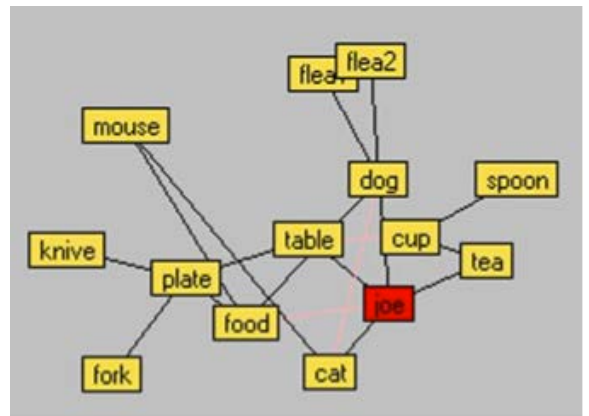 flea2
mouse
dog
spoon
table
cup
knive
tea
plate
joe
food
cat
fork